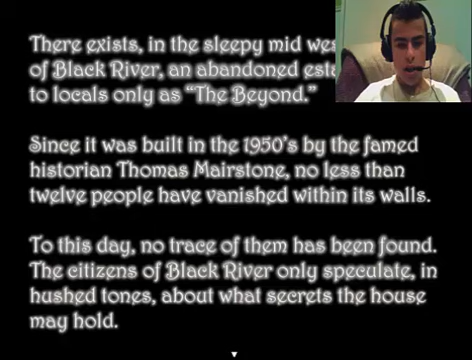 There exists, in the sleepy mid
of Black River, an abandoned
to locals only as "The Beyond."
Since it was built in the 1950's by the famed
historian Thomas Mairstone, no less than
twelve people have vanished within its walls.
To this day, no trace of them has been found.
The citizens of Black River only speculate, in
hushed tones, about what secrets the house
may hold.